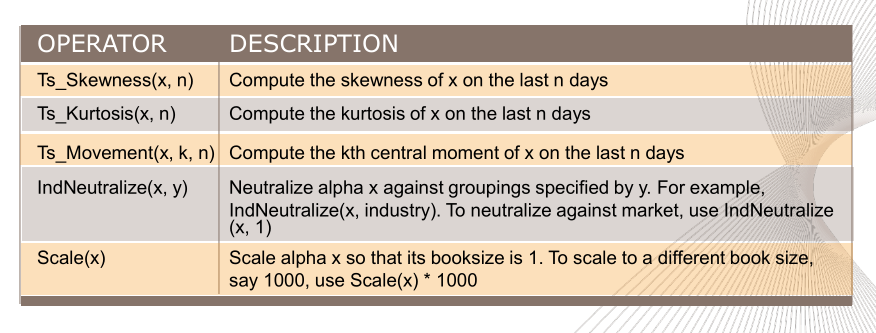 OPERATOR DESCRIPTION
Ts_Skewness(x, n) Compute the skewness of x on the last n days
Ts_Kurtosis(x, n) Compute the kurtosis of x on the last n days
Ts_Movement(x, k, n) Compute the kth central moment of x on the last n days
IndNeutralize(x, y) Neutralize alpha x against groupings specified by y. For example,
IndNeutralize(x, industry). To neutralize against market, use IndNeutralize
(x, 1)
Scale(x) Scale alpha x so that its booksize is 1. To scale to a different book size,
say 1000, use Scale(x) * 1000